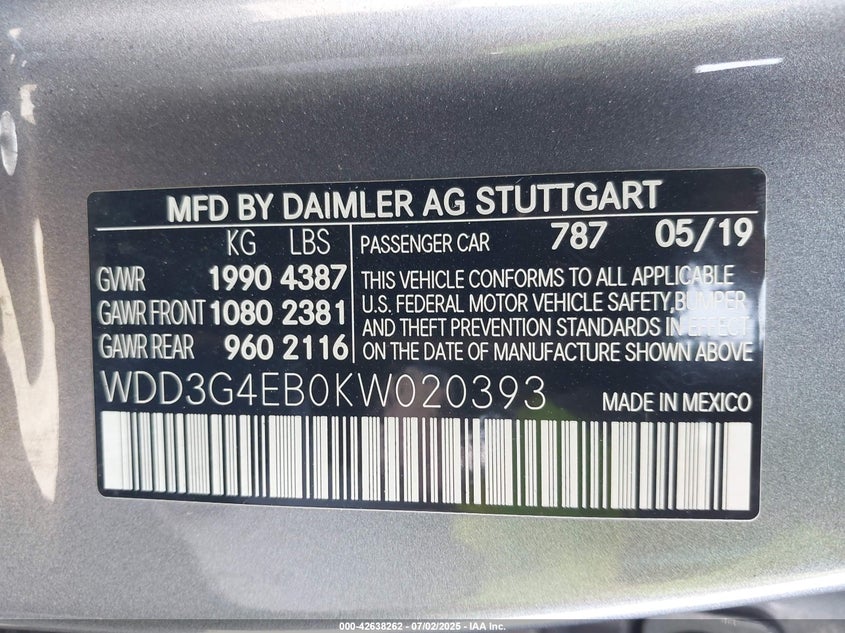 MFD BY DAIMLER AG STUTTGART
KG LBS
GVWR 1990 4387
GAWR FRONT 1080 2381
GAWR REAR 960 2116
PASSENGER CAR 787 05/19
THIS VEHICLE CONFORMS TO ALL APPLICABLE
U.S. FEDERAL MOTOR VEHICLE SAFETY, BUMPER
AND THEFT PREVENTION STANDARDS IN EFFECT
ON THE DATE OF MANUFACTURE SHOWN ABOVE
WDD3G4EB0KW020393
MADE IN MEXICO
000-42638262 - 07/02/2025 - IAA Inc.